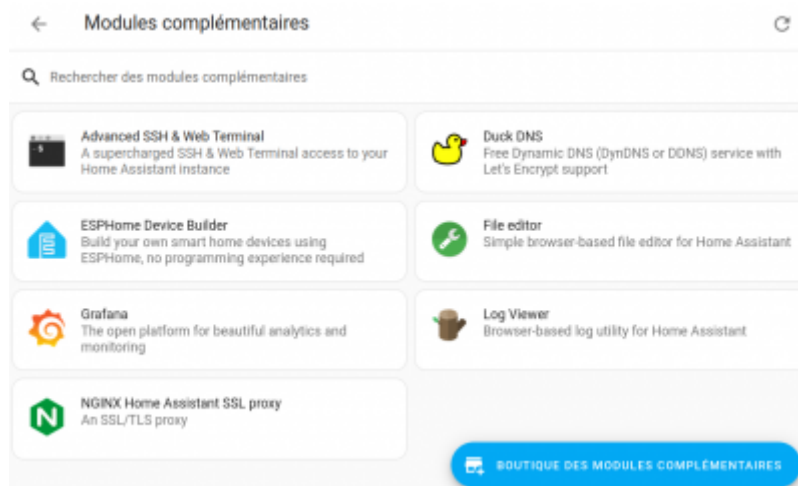 Modules complémentaires
Rechercher des modules complémentaires
Advanced SSH & Web Terminal
A supercharged SSH & Web Terminal access to your
Home Assistant instance
Duck DNS
Free Dynamic DNS (DynDNS or DDNS) service with
Let's Encrypt support
ESPHome Device Builder
Build your own smart home devices using
ESPHome, no programming experience required
File editor
Simple browser-based file editor for Home Assistant
Grafana
The open platform for beautiful analytics and
monitoring
Log Viewer
Browser-based log utility for Home Assistant
NGINX Home Assistant SSL proxy
An SSL/TLS proxy
BOUTIQUE DES MODULES COMPLÉMENTAIRES